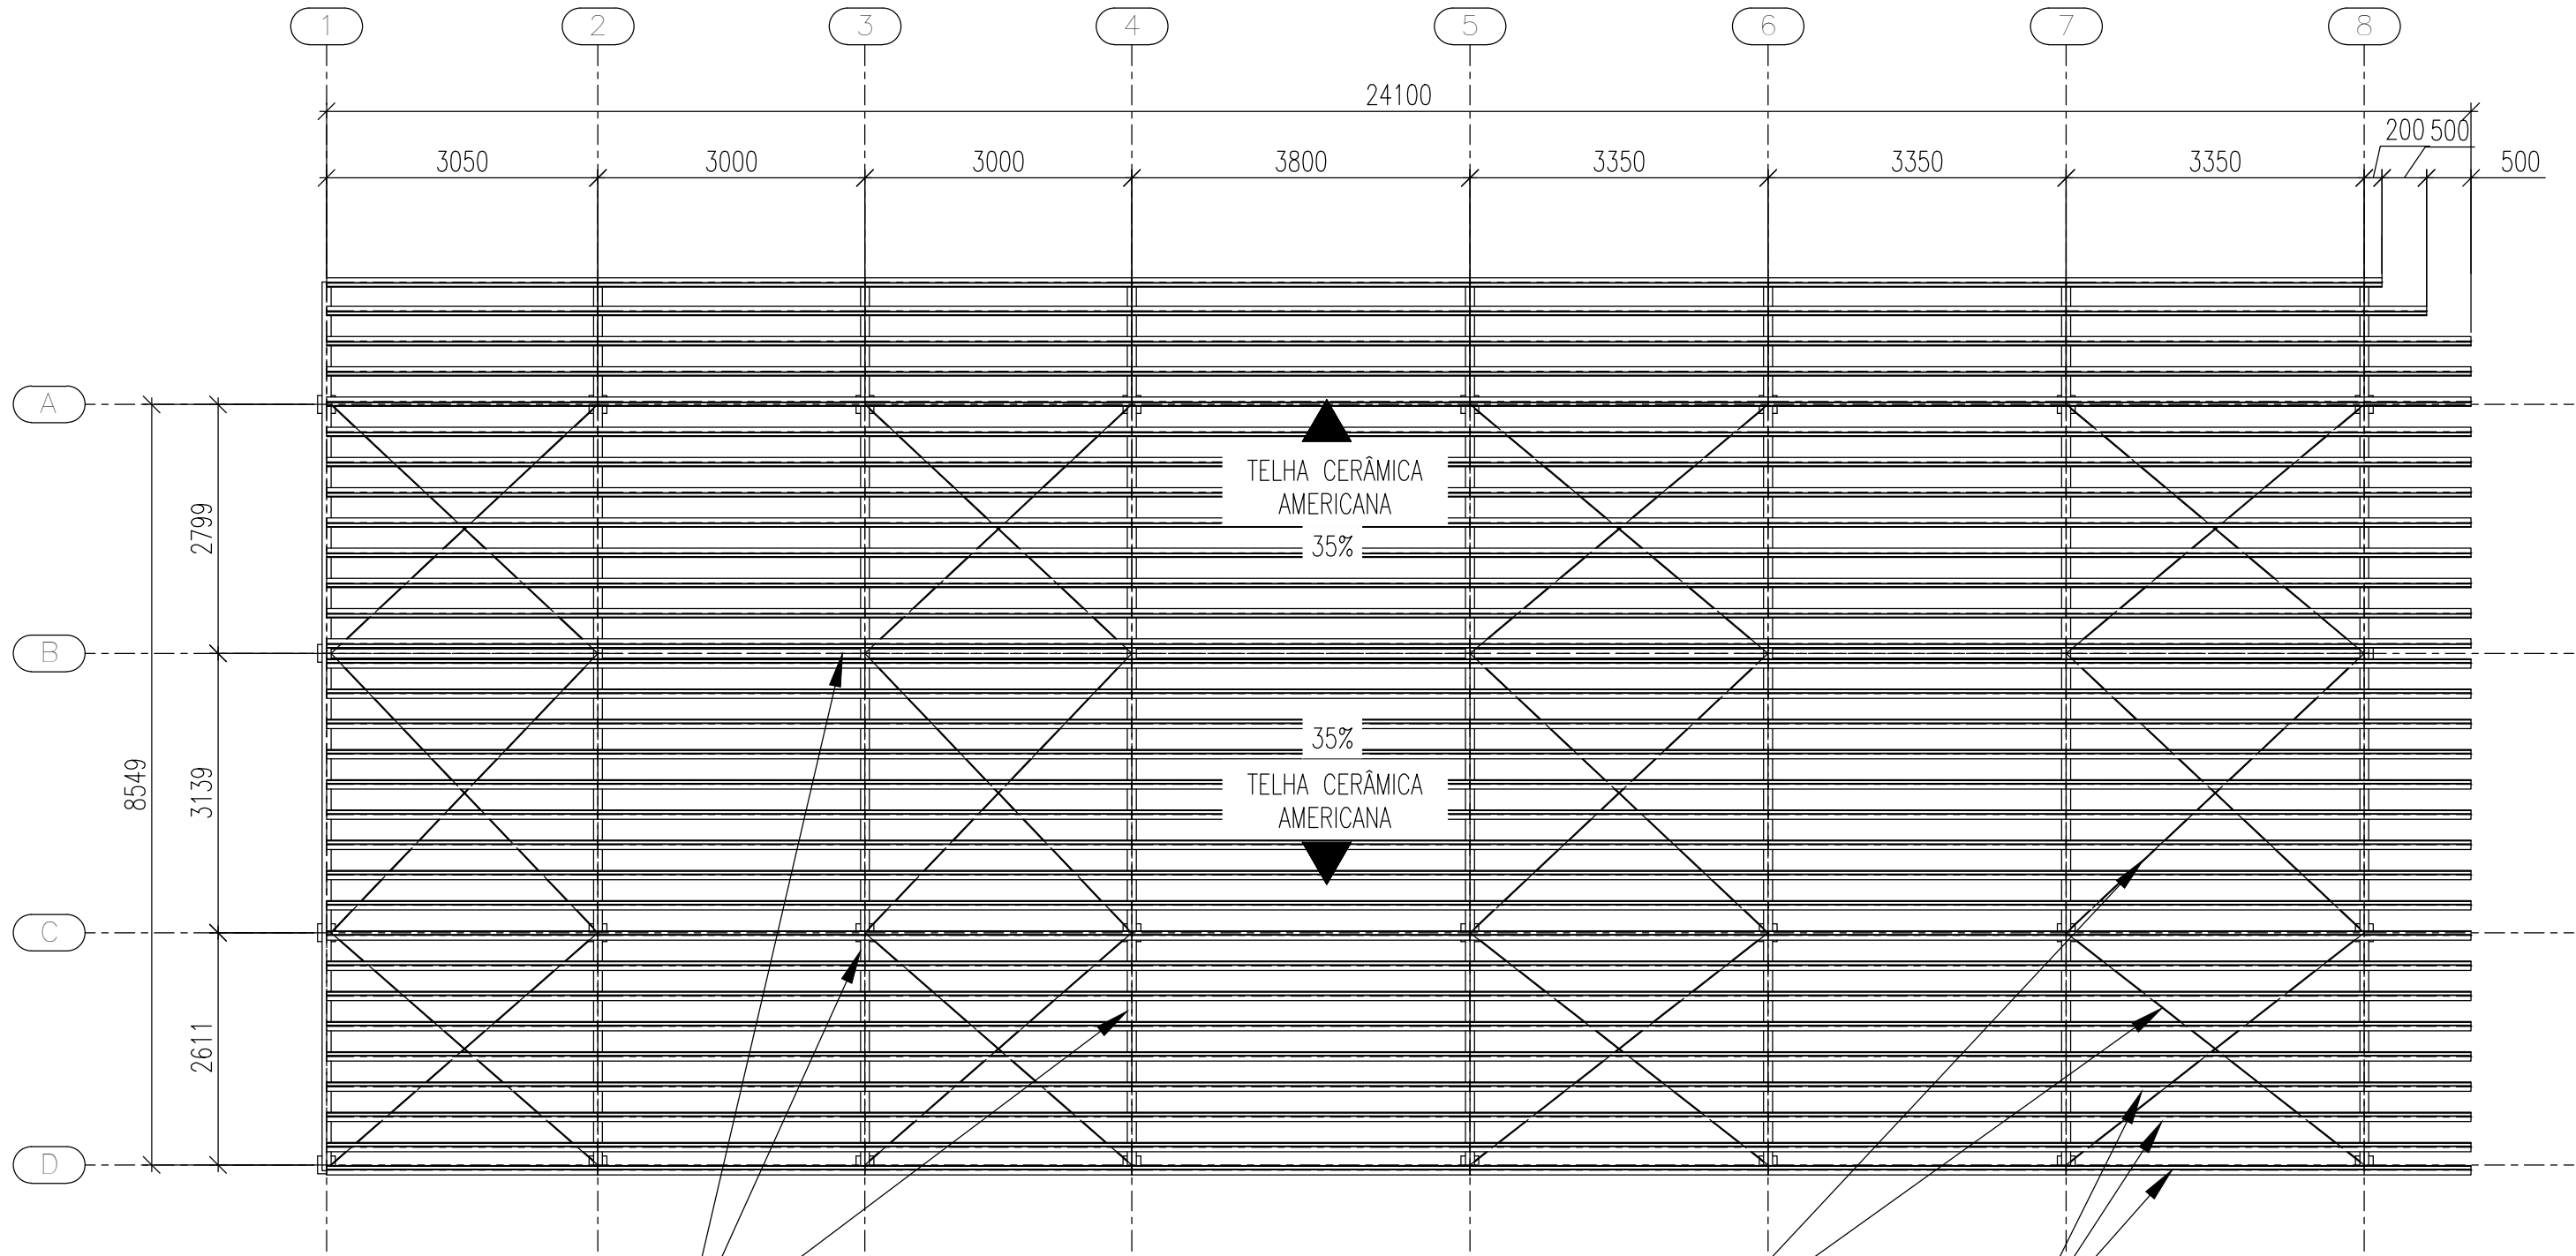 1 2 3 4 5 6 7 8
24100
200 500
3050 3000 3000 3800 3350 3350 3350 500
A
TELHA CERÂMICA
AMERICANA
2799
35%
B
35%
8549
3139
TELHA CERÂMICA
AMERICANA
C
2611
D